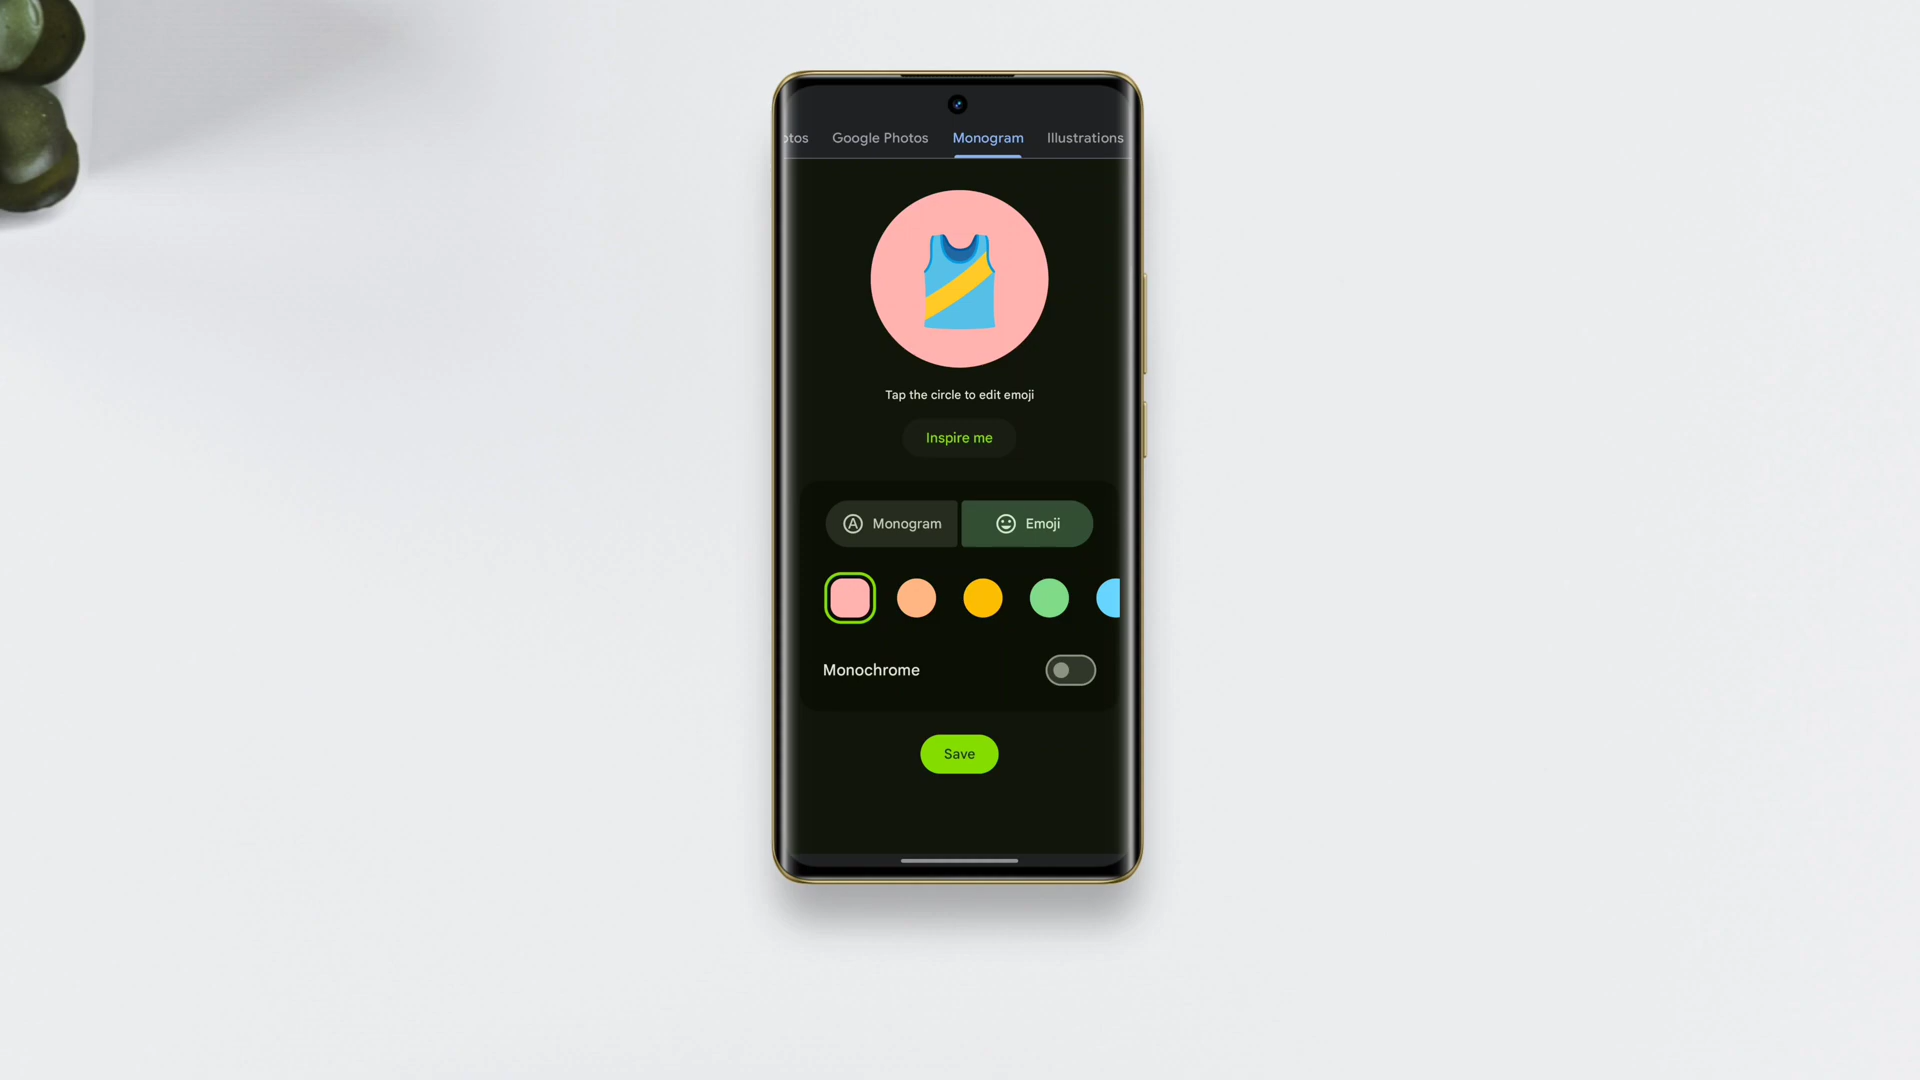 otos Google Photos Monogram Illustrations
Tap the circle to edit emoji
Inspire me
A Monogram Emoji
Monochrome
Save